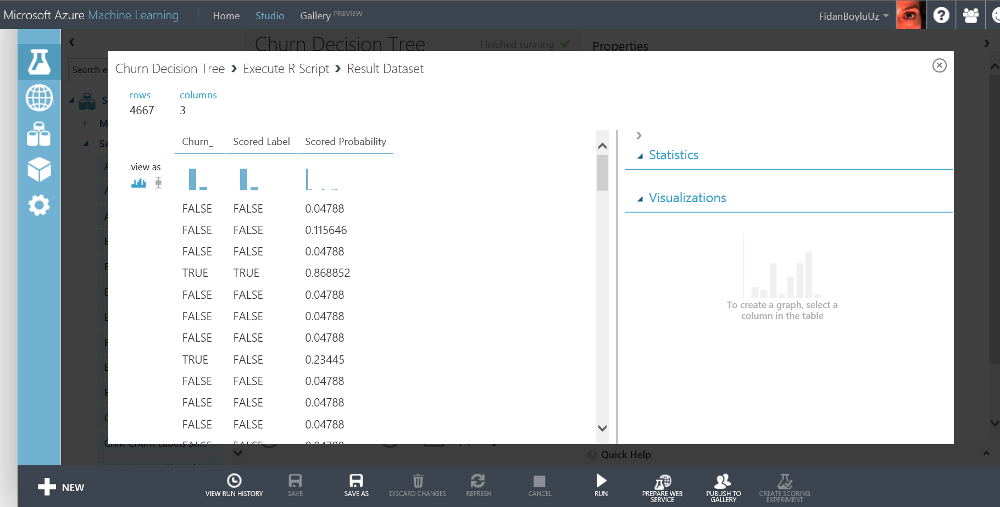 Microsoft Azure Machine Learning
Home
Studio
Gallery PREVIEW
FidanBoyluUz
Churn Decision Tree
Finished running
Properties
Search e
Churn Decision Tree › Execute R Script › Result Dataset
rows
columns
4667
3
Churn_ Scored Label Scored Probability
view as
FALSE FALSE 0.04788
FALSE FALSE 0.115646
FALSE FALSE 0.04788
TRUE TRUE 0.868852
FALSE FALSE 0.04788
FALSE FALSE 0.04788
FALSE FALSE 0.04788
TRUE FALSE 0.23445
FALSE FALSE 0.04788
FALSE FALSE 0.04788
FALSE FALSE 0.04788
FALSE FALSE 0.04788
Statistics
Visualizations
To create a graph, select a
column in the table
Quick Help
NEW
VIEW RUN HISTORY
SAVE
SAVE AS
DISCARD CHANGES
REFRESH
CANCEL
RUN
PREPARE WEB
SERVICE
PUBLISH TO
GALLERY
CREATE SCORING
EXPERIMENT